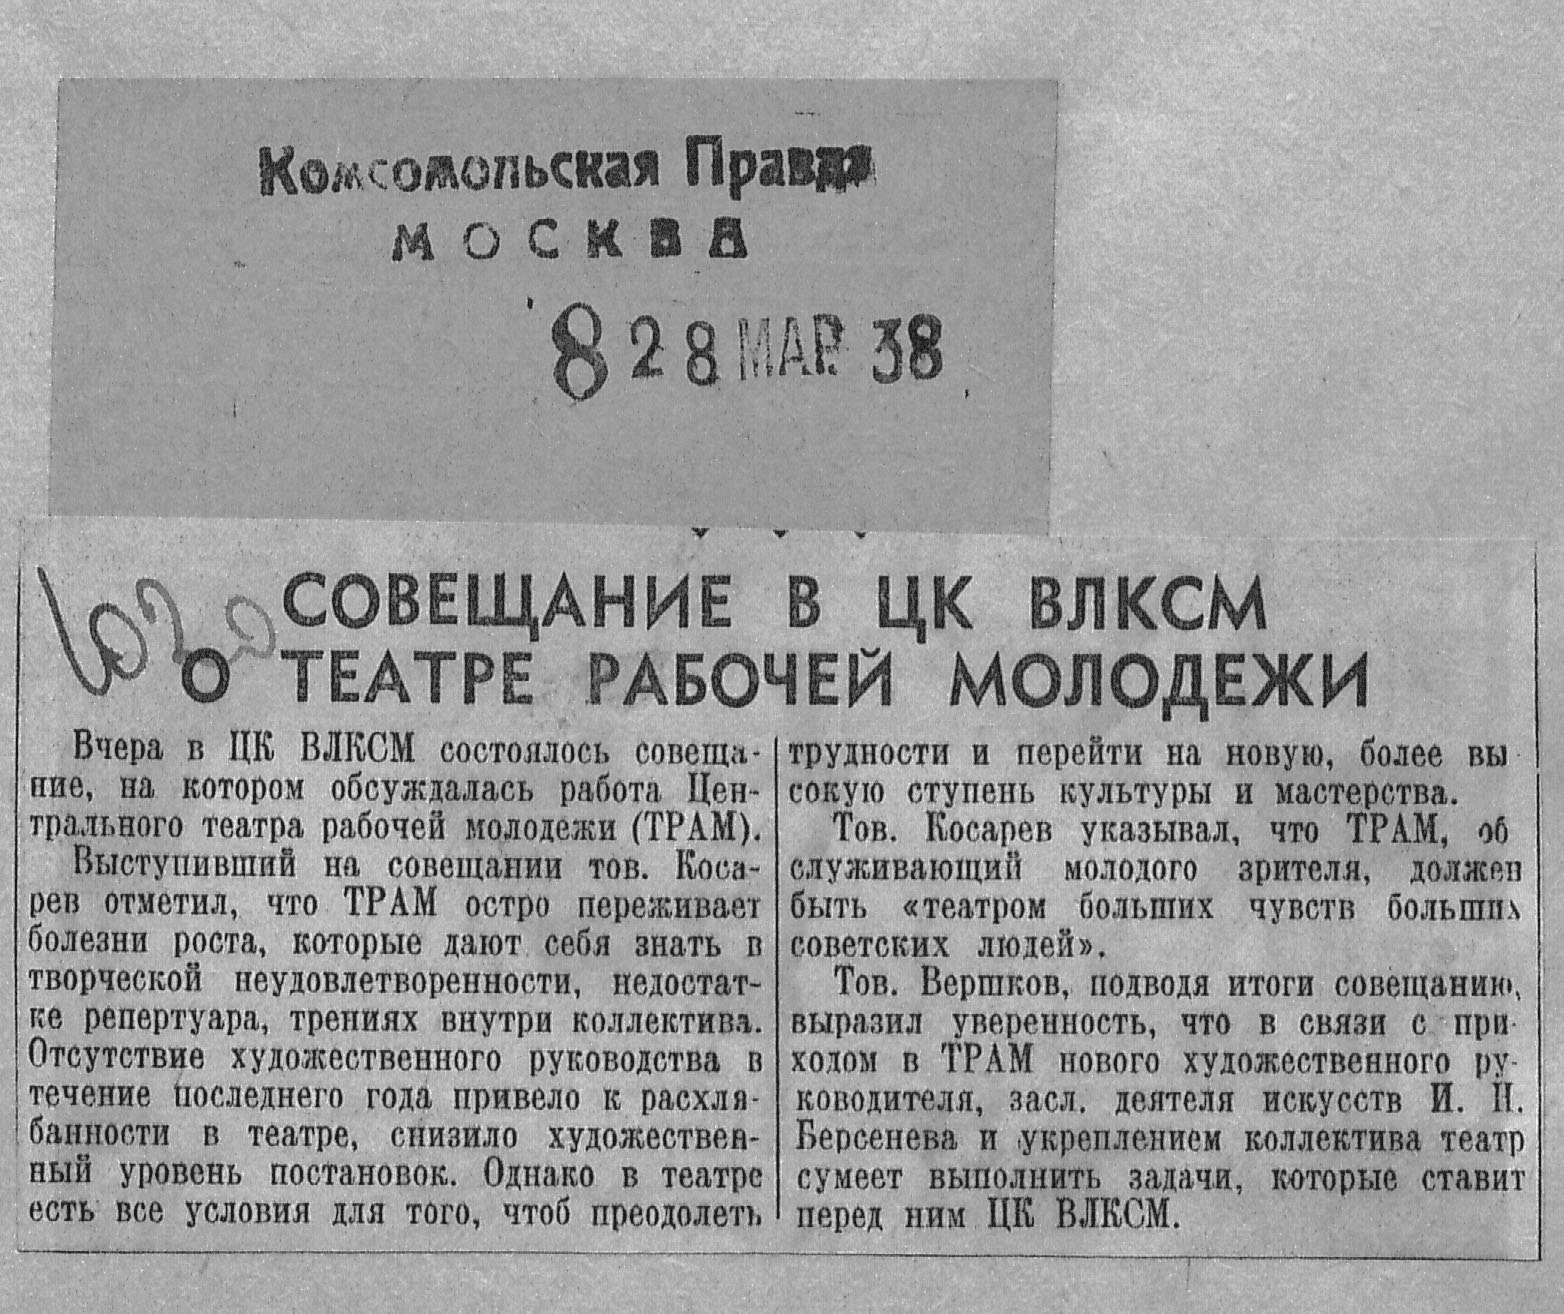 Комсомольская Правда
МОСКВА
8 28 МАР 38
СОВЕЩАНИЕ В ЦК ВЛКСМ
О ТЕАТРЕ РАБОЧЕЙ МОЛОДЕЖИ
Вчера в ЦК ВЛКСМ состоялось совеща-
ние, на котором обсуждалась работа Цен-
трального театра рабочей молодежи (ТРАМ).
Выступивший на совещании тов. Коса-
рев отметил, что ТРАМ остро переживает
болезни роста, которые дают себя знать в
творческой неудовлетворенности, недостат-
ке репертуара, трениях внутри коллектива.
Отсутствие художественного руководства в
течение последнего года привело к расхля-
банности в театре, снизило художествен-
ный уровень постановок. Однако в театре
есть все условия для того, чтоб преодолеть
трудности и перейти на новую, более вы-
сокую ступень культуры и мастерства.
Тов. Косарев указывал, что ТРАМ, об
служивающий молодого зрителя, должен
быть «театром больших чувств больших
советских людей».
Тов. Вершков, подводя итоги совещанию,
выразил уверенность, что в связи с при-
ходом в ТРАМ нового художественного ру-
ководителя, засл. деятеля искусств И. Н.
Берсенева и укреплением коллектива театр
сумеет выполнить задачи, которые ставит
перед ним ЦК ВЛКСМ.